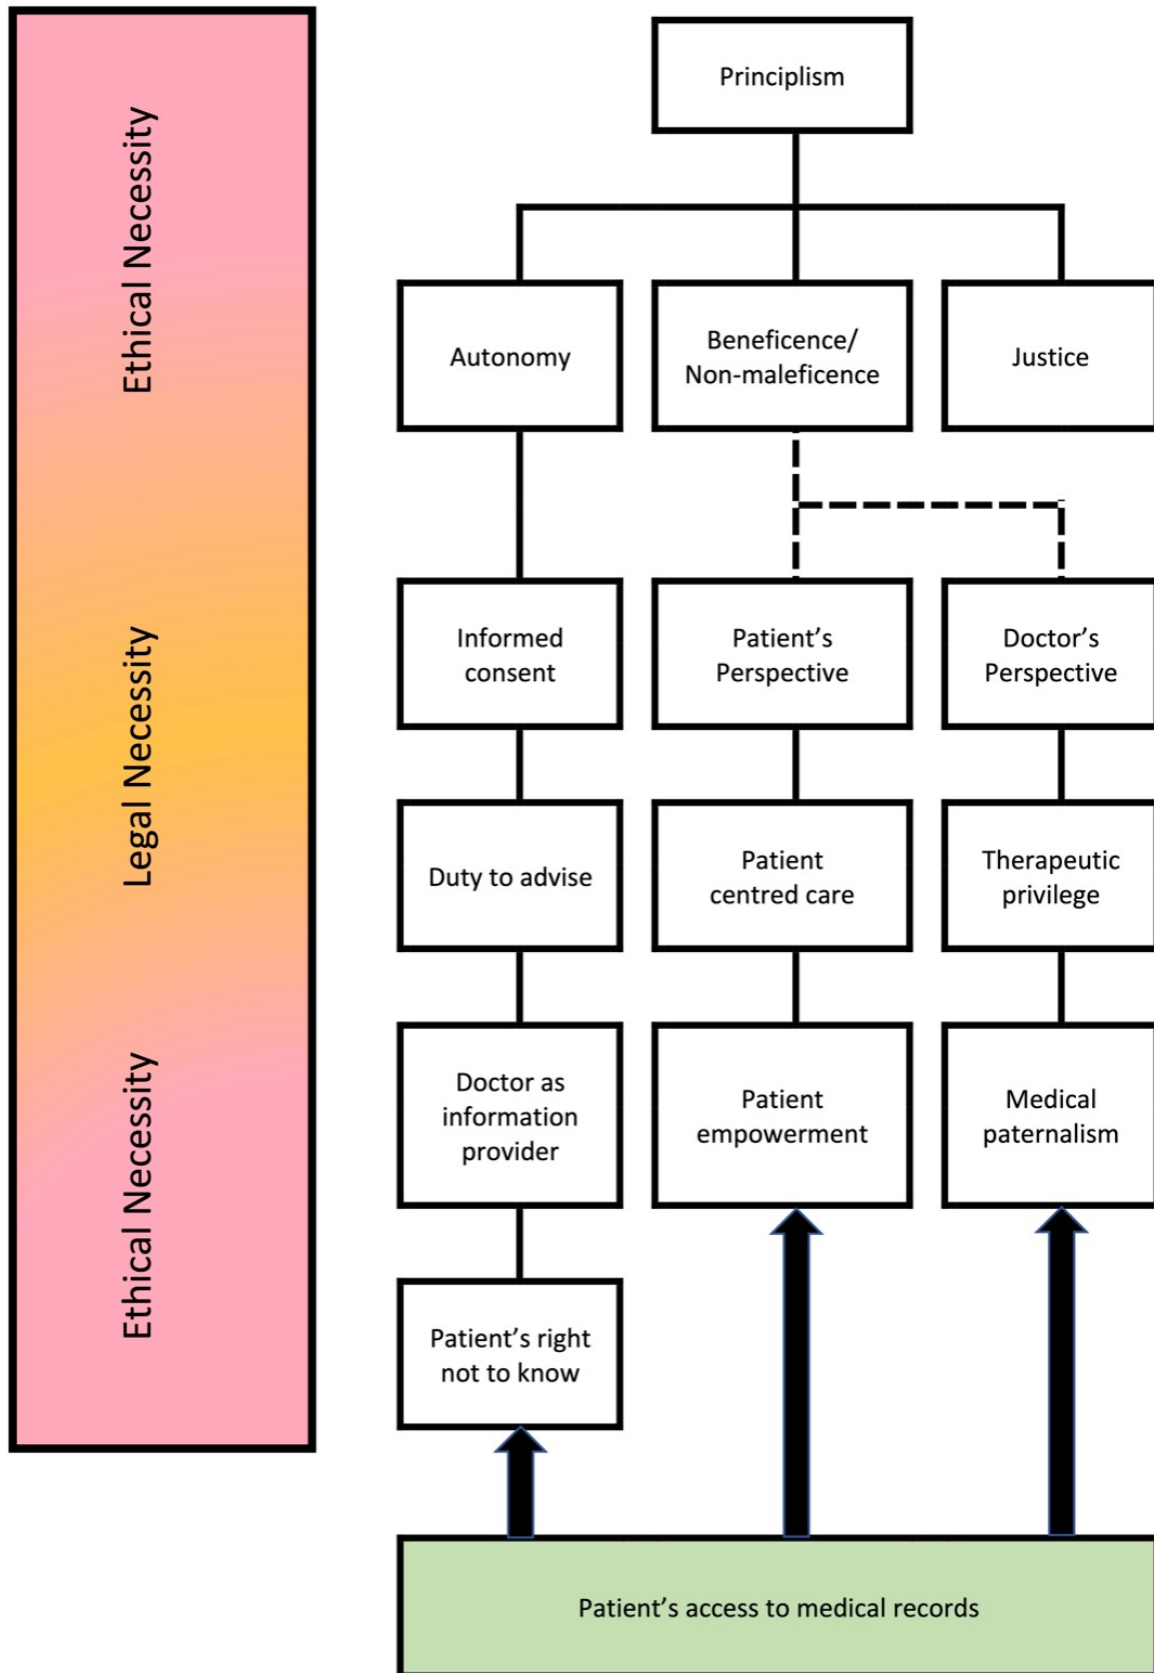 Ethical Necessity
Legal Necessity
Ethical Necessity
Principlism
Autonomy
Beneficence/
Non-maleficence
Justice
Informed
consent
Patient’s
Perspective
Doctor’s
Perspective
Duty to advise
Patient
centred care
Therapeutic
privilege
Doctor as
information
provider
Patient
empowerment
Medical
paternalism
Patient’s right
not to know
Patient’s access to medical records